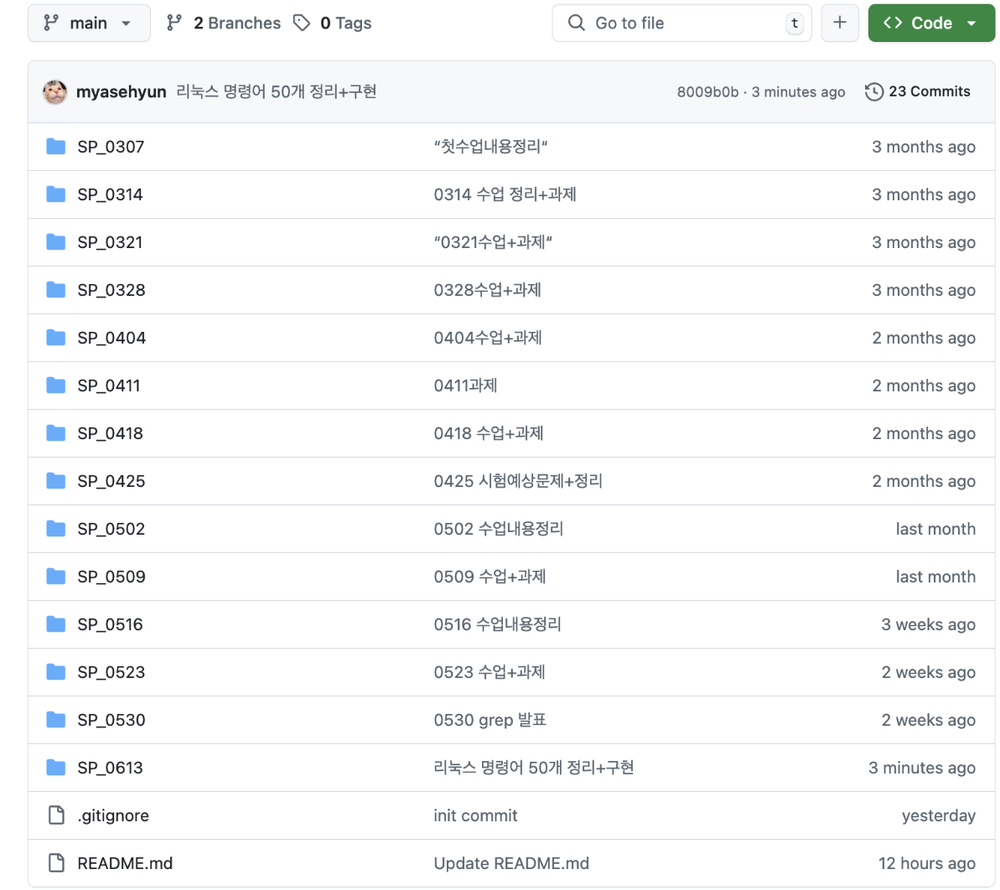 main 2 Branches 0 Tags Go to file t + <> Code
myasehyun 리눅스 명령어 50개 정리+구현 8009b0b · 3 minutes ago 23 Commits
SP_0307 “첫수업내용정리“ 3 months ago
SP_0314 0314 수업 정리+과제 3 months ago
SP_0321 “0321수업+과제“ 3 months ago
SP_0328 0328수업+과제 3 months ago
SP_0404 0404수업+과제 2 months ago
SP_0411 0411과제 2 months ago
SP_0418 0418 수업+과제 2 months ago
SP_0425 0425 시험예상문제+정리 2 months ago
SP_0502 0502 수업내용정리 last month
SP_0509 0509 수업+과제 last month
SP_0516 0516 수업내용정리 3 weeks ago
SP_0523 0523 수업+과제 2 weeks ago
SP_0530 0530 grep 발표 2 weeks ago
SP_0613 리눅스 명령어 50개 정리+구현 3 minutes ago
.gitignore init commit yesterday
README.md Update README.md 12 hours ago